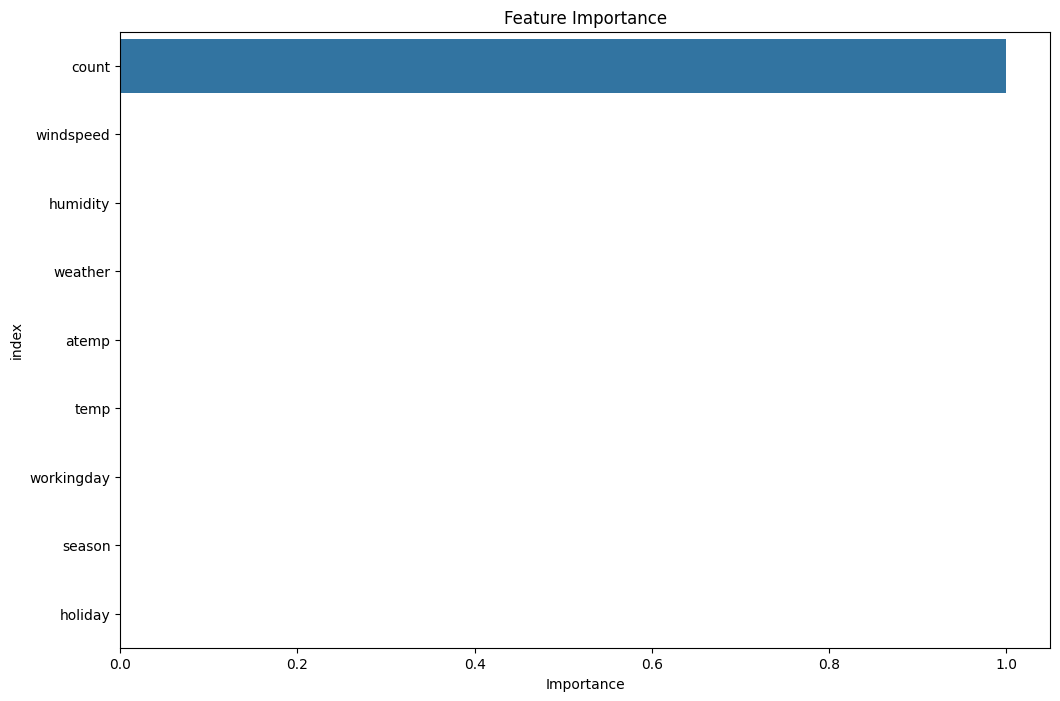 Feature Importance
count
windspeed
humidity
weather
atemp
temp
workingday
season
holiday
index
0.0 0.2 0.4 0.6 0.8 1.0
Importance